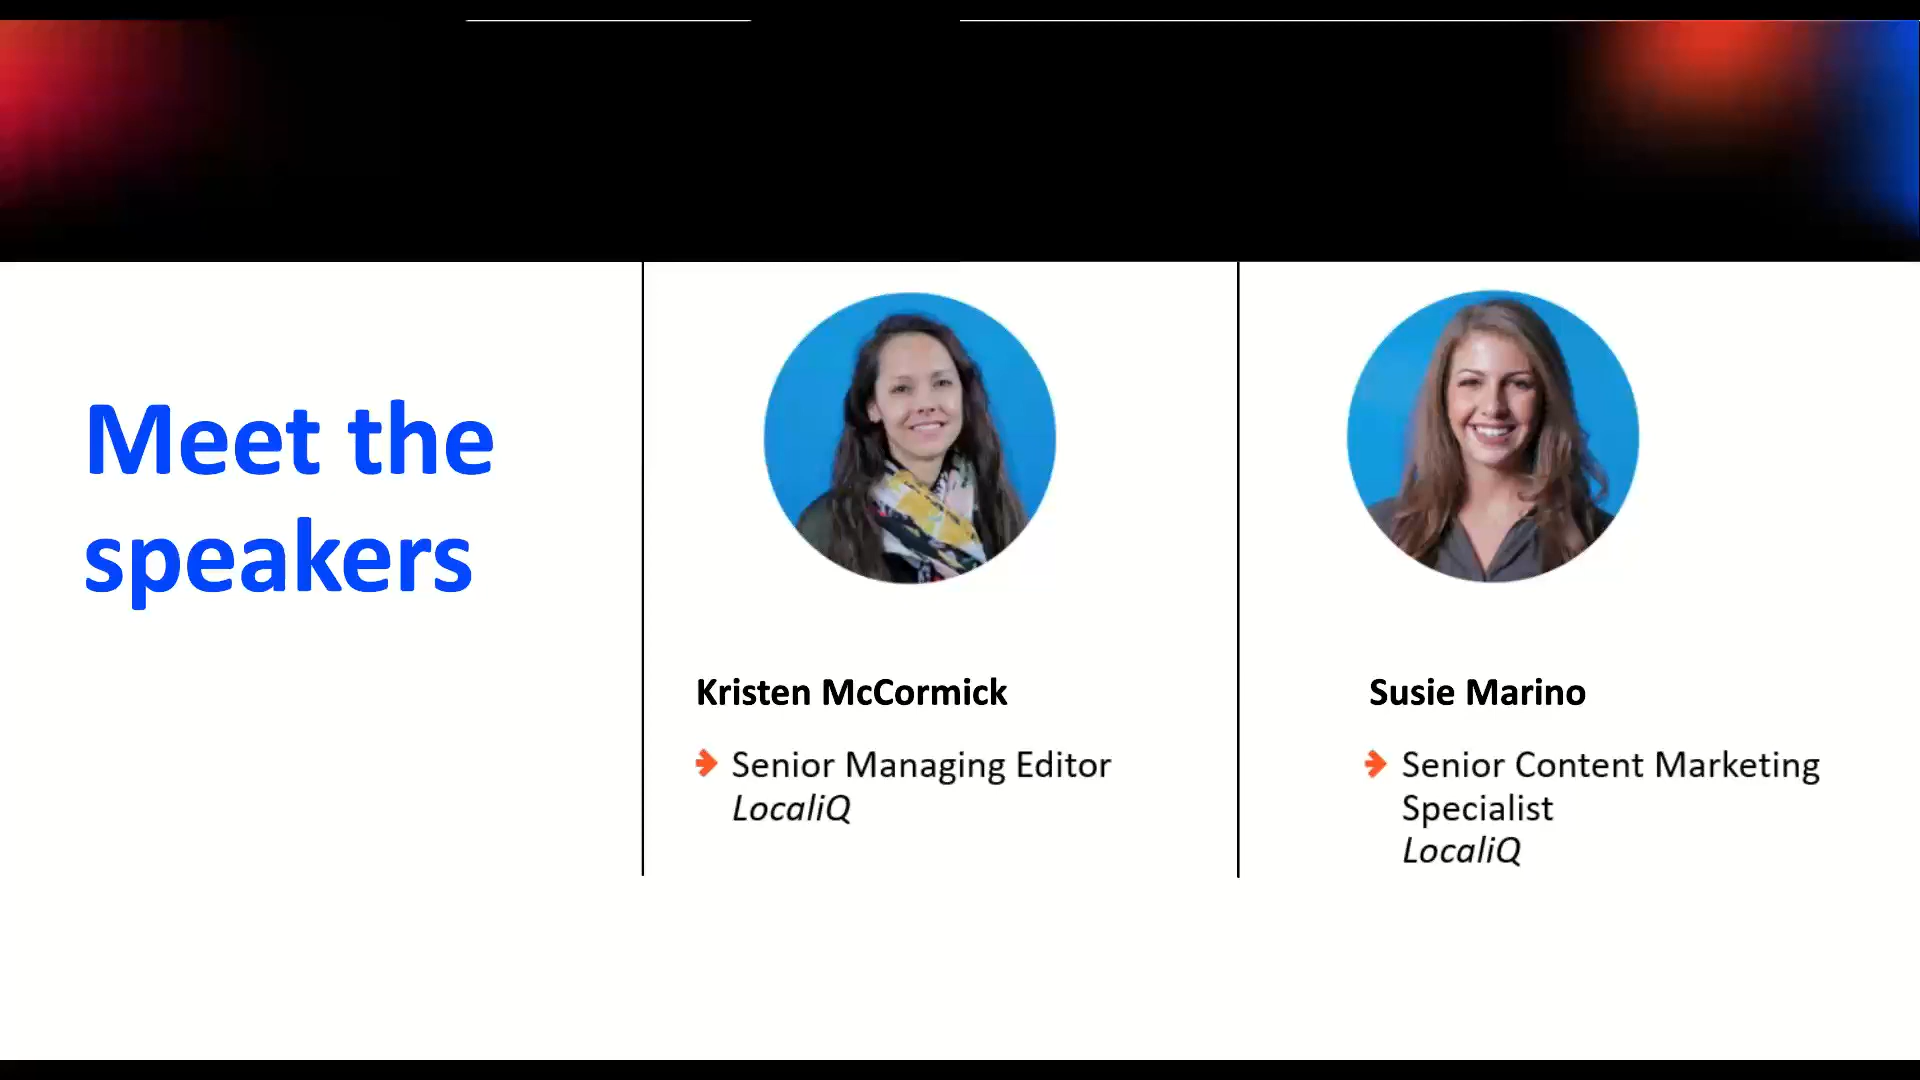 Meet the
speakers
Kristen McCormick
Senior Managing Editor
LocaliQ
Susie Marino
Senior Content Marketing
Specialist
LocaliQ